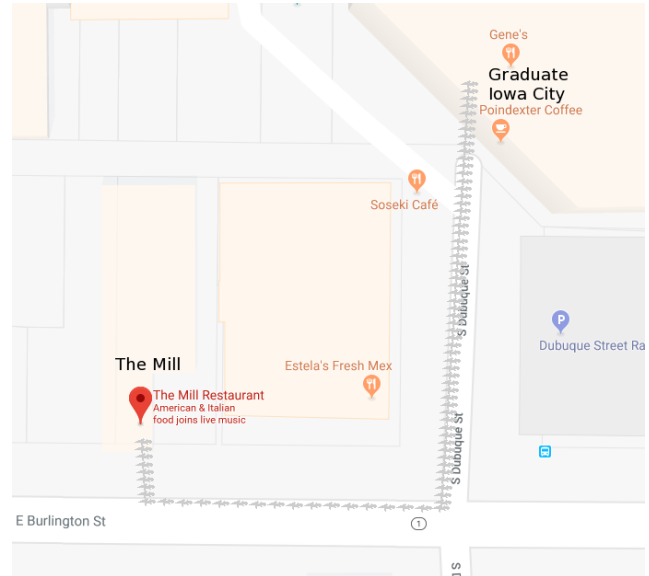 Gene's
Graduate
Iowa City
Poindexter Coffee
Soseki Café
S Dubuque St
P
Dubuque Street Ra
The Mill
Estela's Fresh Mex
The Mill Restaurant
American & Italian
food joins live music
S Dubuque St
E Burlington St
1